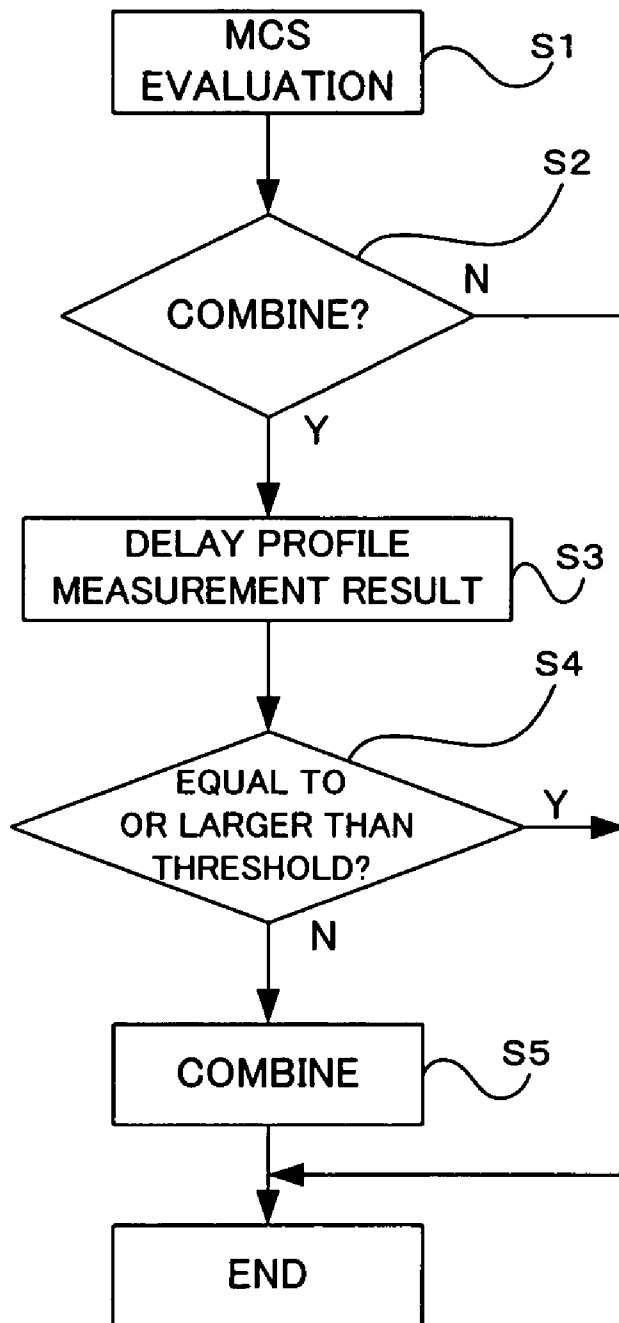 MCS
EVALUATION
S1
S2
COMBINE?
N
Y
DELAY PROFILE
MEASUREMENT RESULT
S3
S4
EQUAL TO
OR LARGER THAN
THRESHOLD?
Y
N
COMBINE
S5
END